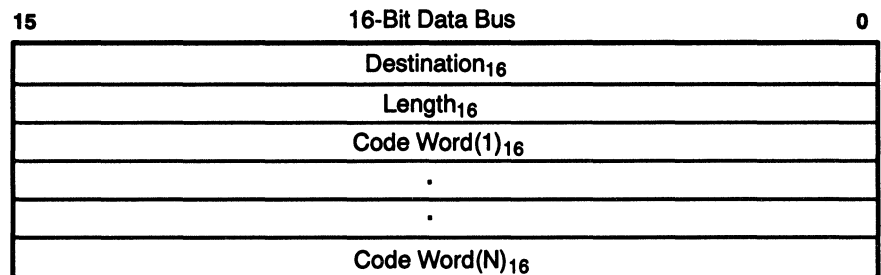 15 16-Bit Data Bus 0
Destination16
Length16
Code Word(1)16
.
.
Code Word(N)16